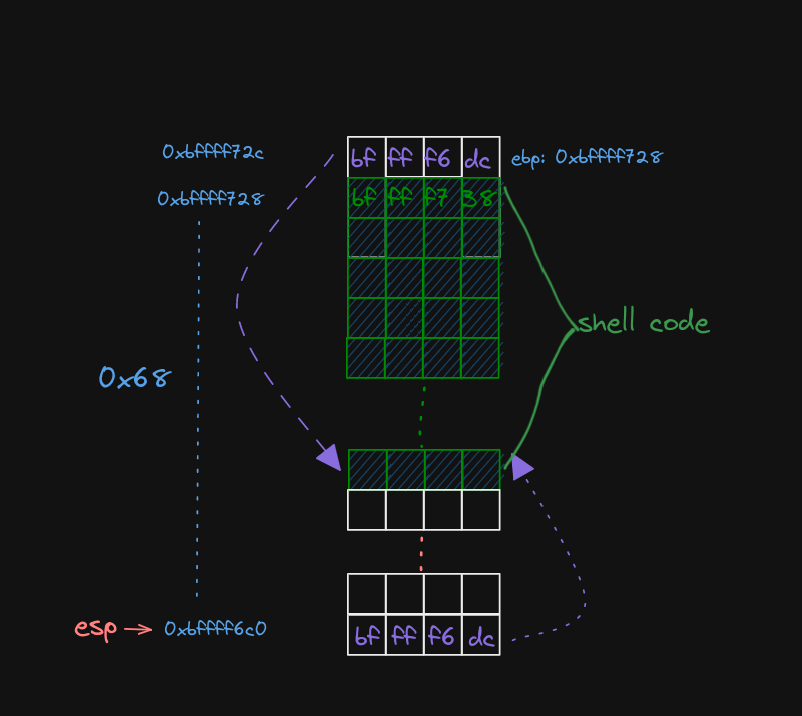 0xbffff72c bf ff f6 dc ebp: 0xbffff728
0xbffff728 bf ff f7 38
shell code
0x68
esp 0xbffff6c0 bf ff f6 dc